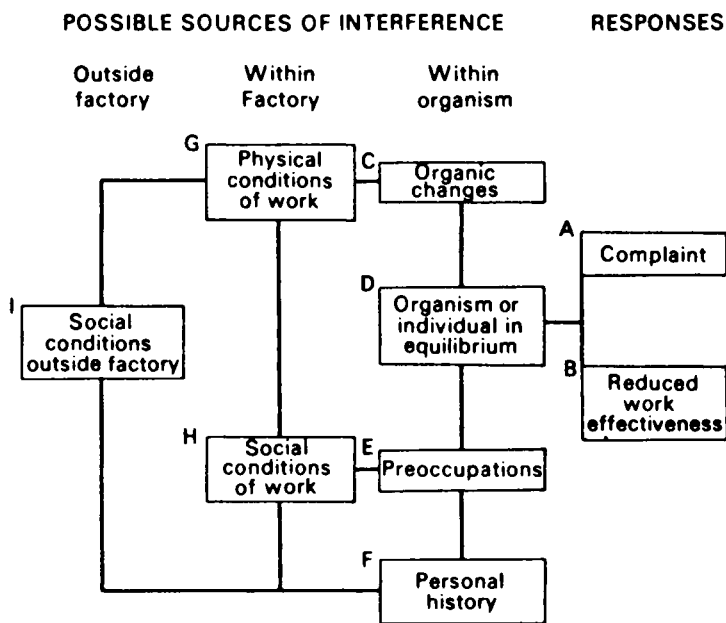 POSSIBLE SOURCES OF INTERFERENCE RESPONSES
Outside
factory
Within
Factory
Within
organism
G
Physical
conditions
of work
C
Organic
changes
A
Complaint
D
Organism or
individual in
equilibrium
I
Social
conditions
outside factory
B
Reduced
work
effectiveness
H
Social
conditions
of work
E
Preoccupations
F
Personal
history